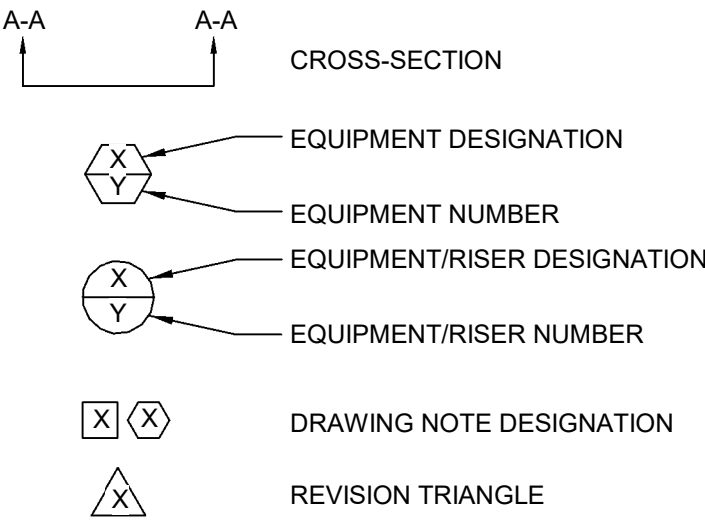 A-A A-A
CROSS-SECTION
X EQUIPMENT DESIGNATION
Y EQUIPMENT NUMBER
X EQUIPMENT/RISER DESIGNATION
Y EQUIPMENT/RISER NUMBER
X X DRAWING NOTE DESIGNATION
X REVISION TRIANGLE